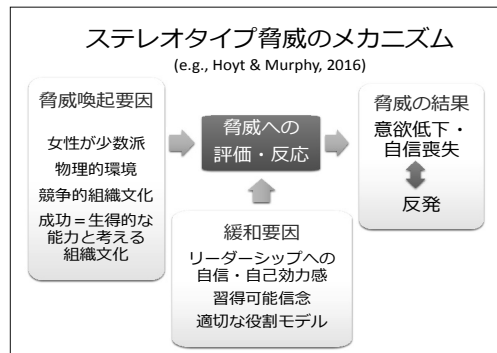 ステレオタイプ脅威のメカニズム
(e.g., Hoyt & Murphy, 2016)
脅威喚起要因
女性が少数派
物理的環境
競争的組織文化
成功＝生得的な
能力と考える
組織文化
脅威への
評価・反応
脅威の結果
意欲低下・
自信喪失
反発
緩和要因
リーダーシップへの
自信・自己効力感
習得可能信念
適切な役割モデル